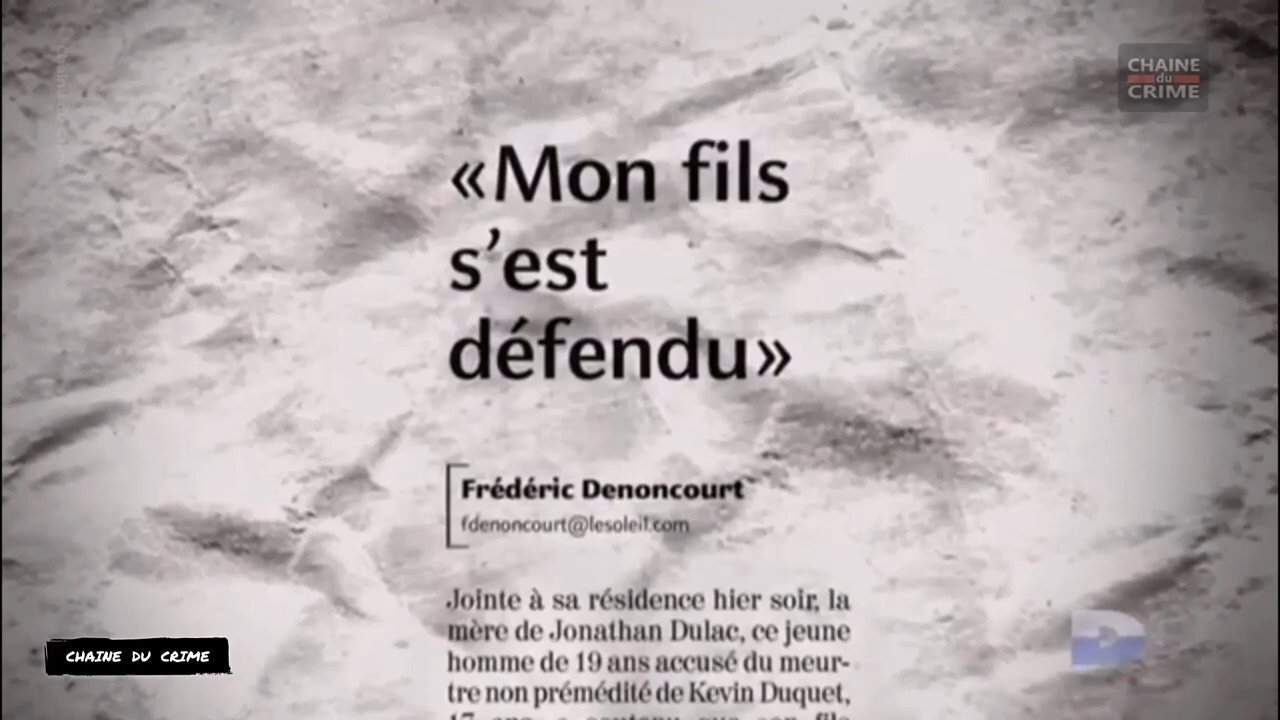 CHAINE
du
CRIME
«Mon fils
s’est
défendu»
Frédéric Denoncourt
fdenoncourt@lesoleil.com
Jointe à sa résidence hier soir, la
mère de Jonathan Dulac, ce jeune
homme de 19 ans accusé du meur-
tre non prémédité de Kevin Duquet,
CHAINE DU CRIME
D